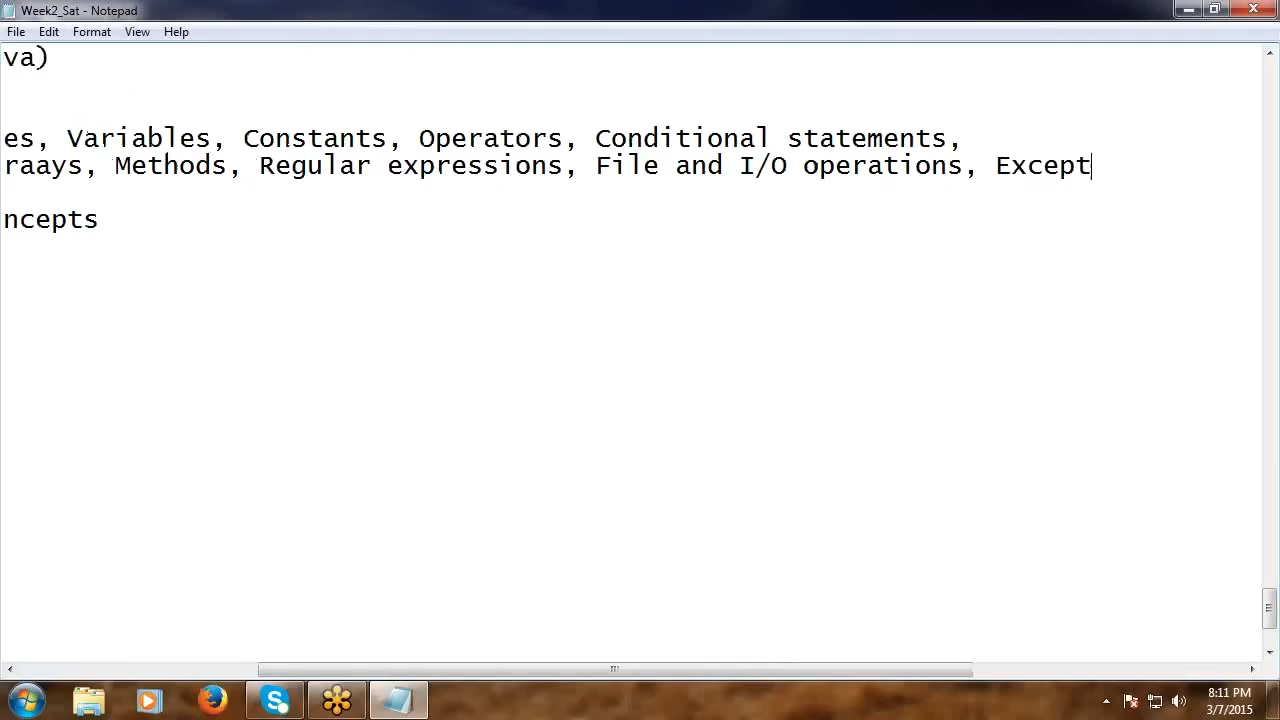 Week2_Sat - Notepad
File Edit Format View Help
va)
es, Variables, Constants, Operators, Conditional statements,
raays, Methods, Regular expressions, File and I/O operations, Except
ncepts
8:11 PM
3/7/2015